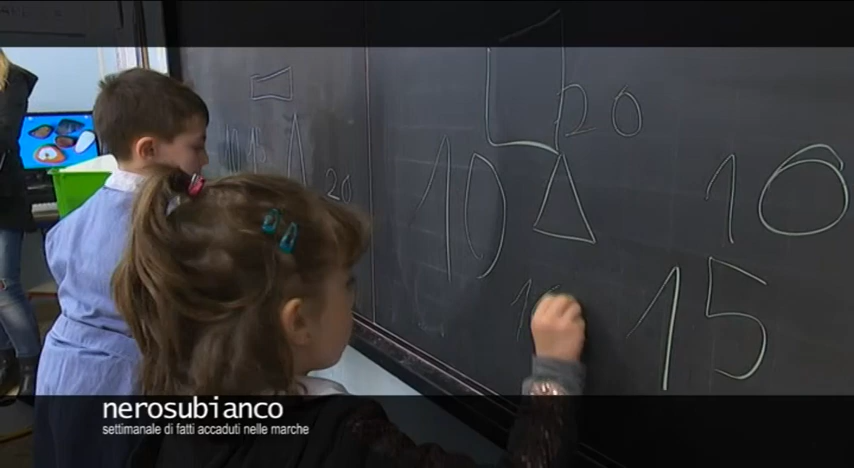 20
10 10
15
20
nerosubianco
settimanale di fatti accaduti nelle marche